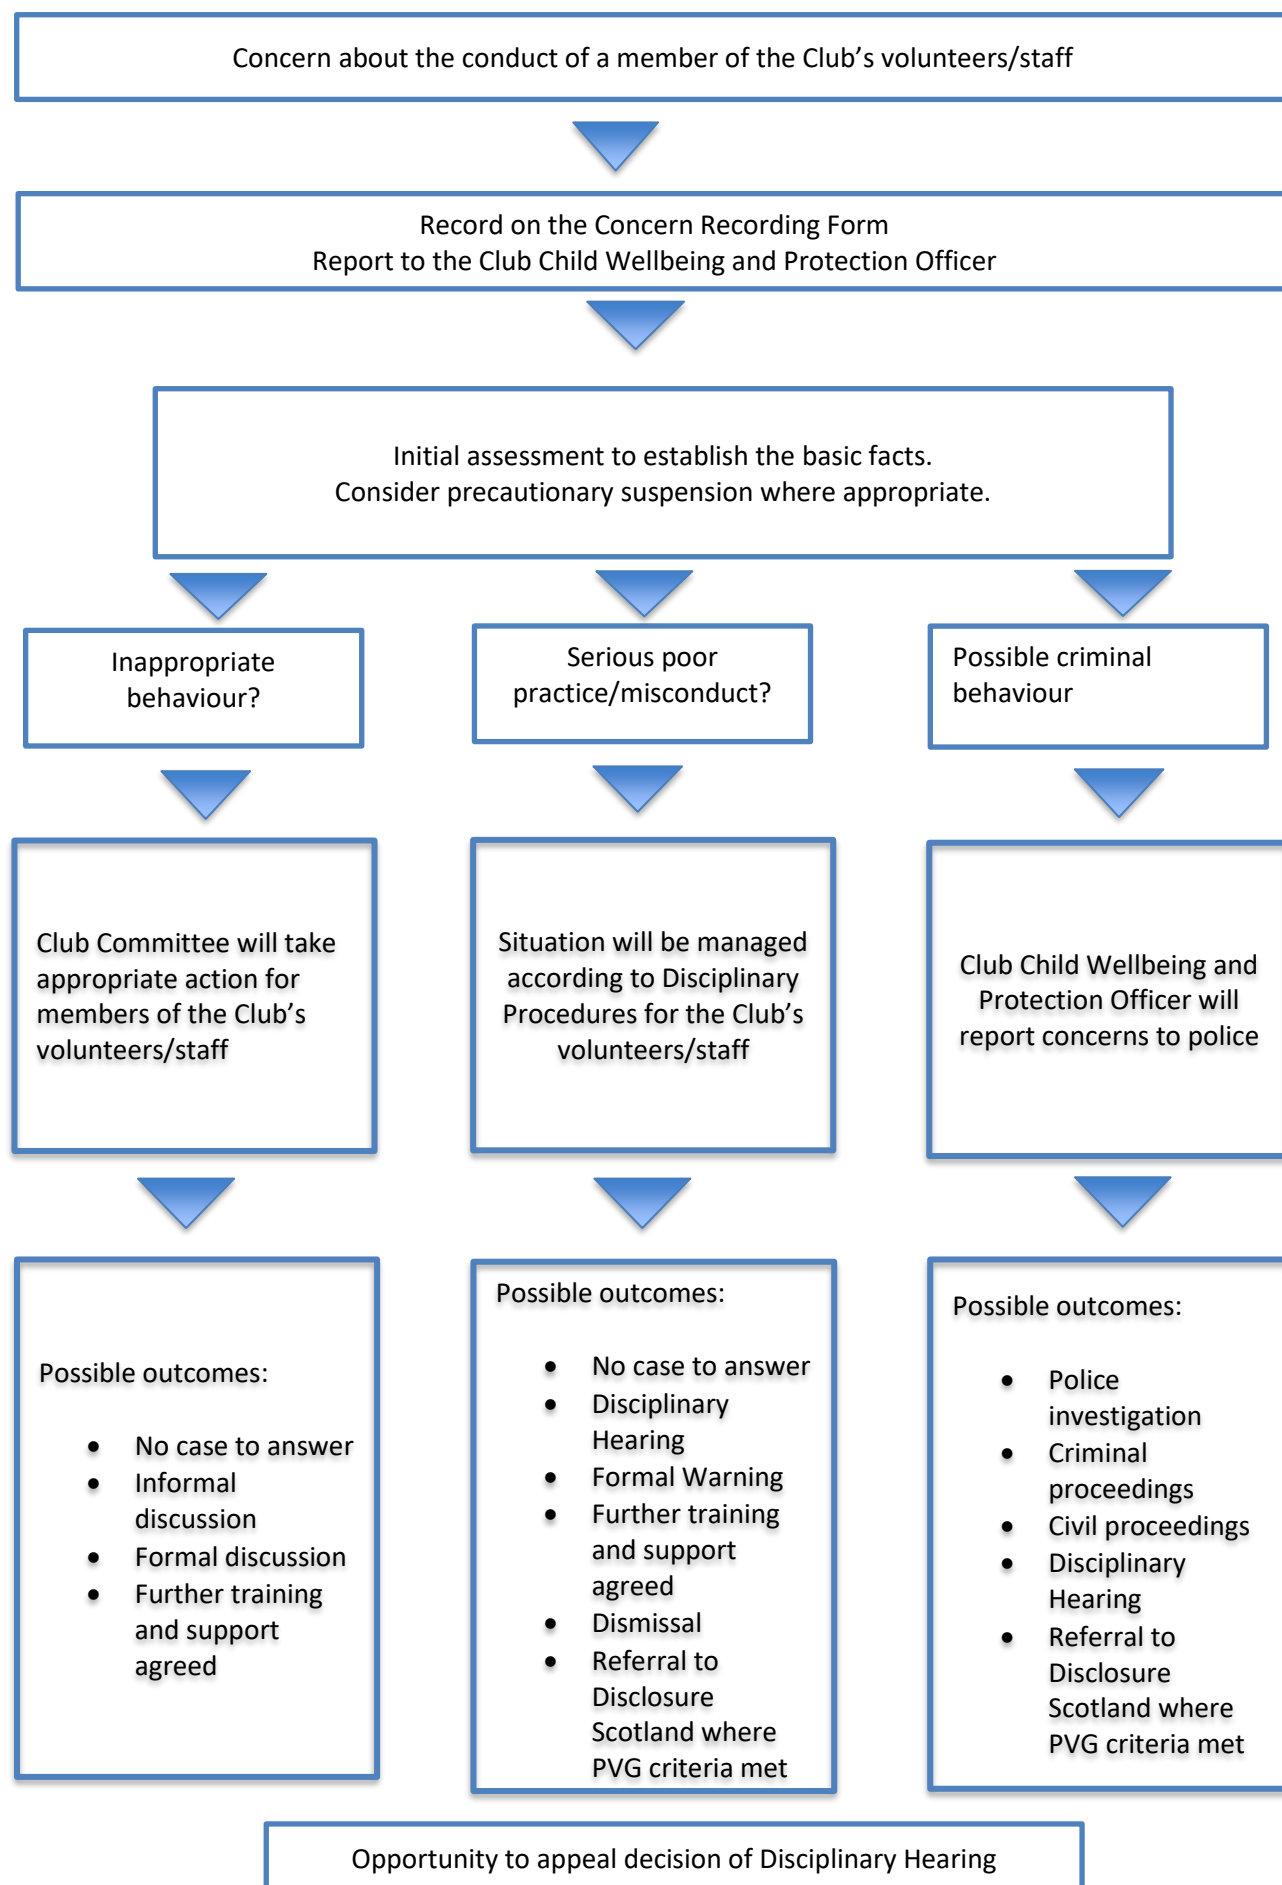 Concern about the conduct of a member of the Club’s volunteers/staff
Record on the Concern Recording Form
Report to the Club Child Wellbeing and Protection Officer
Initial assessment to establish the basic facts.
Consider precautionary suspension where appropriate.
Inappropriate
behaviour?
Serious poor
practice/misconduct?
Possible criminal
behaviour
Club Committee will take
appropriate action for
members of the Club’s
volunteers/staff
Situation will be managed
according to Disciplinary
Procedures for the Club’s
volunteers/staff
Club Child Wellbeing and
Protection Officer will
report concerns to police
Possible outcomes:
• No case to answer
• Informal
discussion
• Formal discussion
• Further training
and support
agreed
Possible outcomes:
• No case to answer
• Disciplinary
Hearing
• Formal Warning
• Further training
and support
agreed
• Dismissal
• Referral to
Disclosure
Scotland where
PVG criteria met
Possible outcomes:
• Police
investigation
• Criminal
proceedings
• Civil proceedings
• Disciplinary
Hearing
• Referral to
Disclosure
Scotland where
PVG criteria met
Opportunity to appeal decision of Disciplinary Hearing